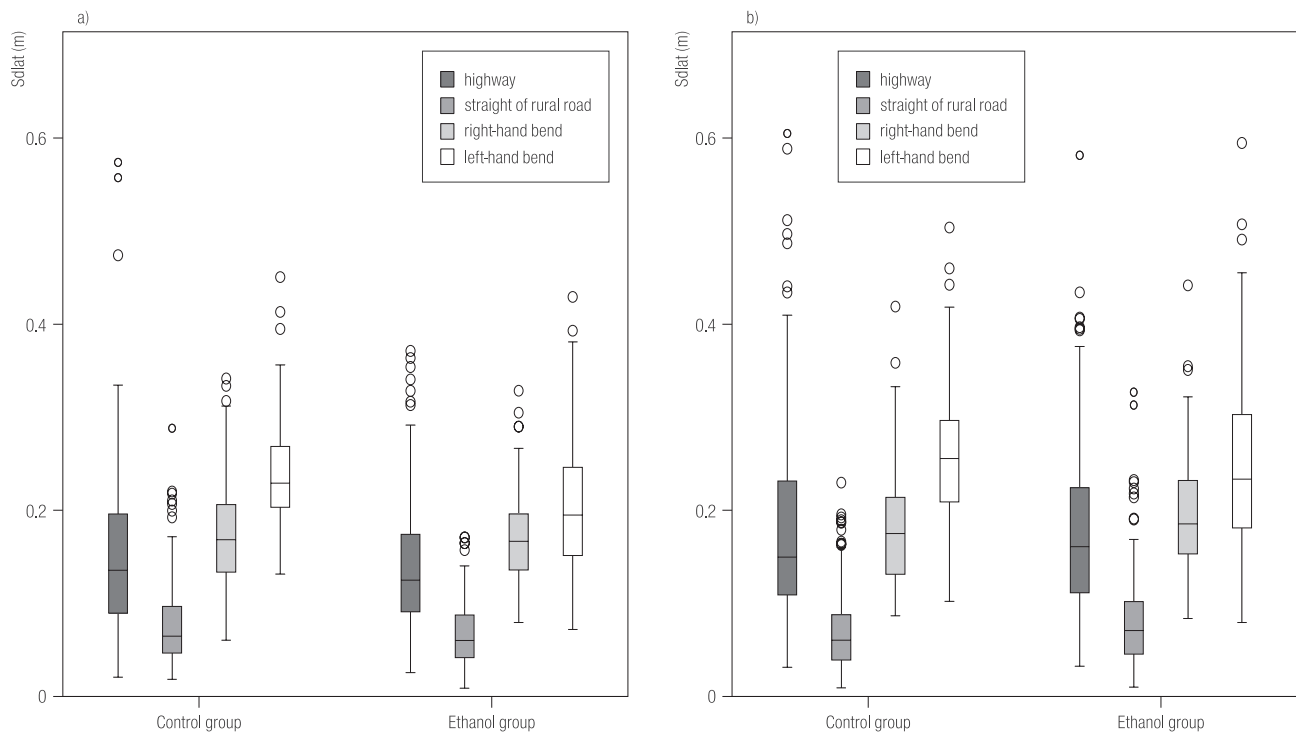 a)
Sdlat (m)
highway
straight of rural road
right-hand bend
left-hand bend
0.6
0.4
0.2
0
Control group
Ethanol group
b)
Sdlat (m)
highway
straight of rural road
right-hand bend
left-hand bend
0.6
0.4
0.2
0
Control group
Ethanol group